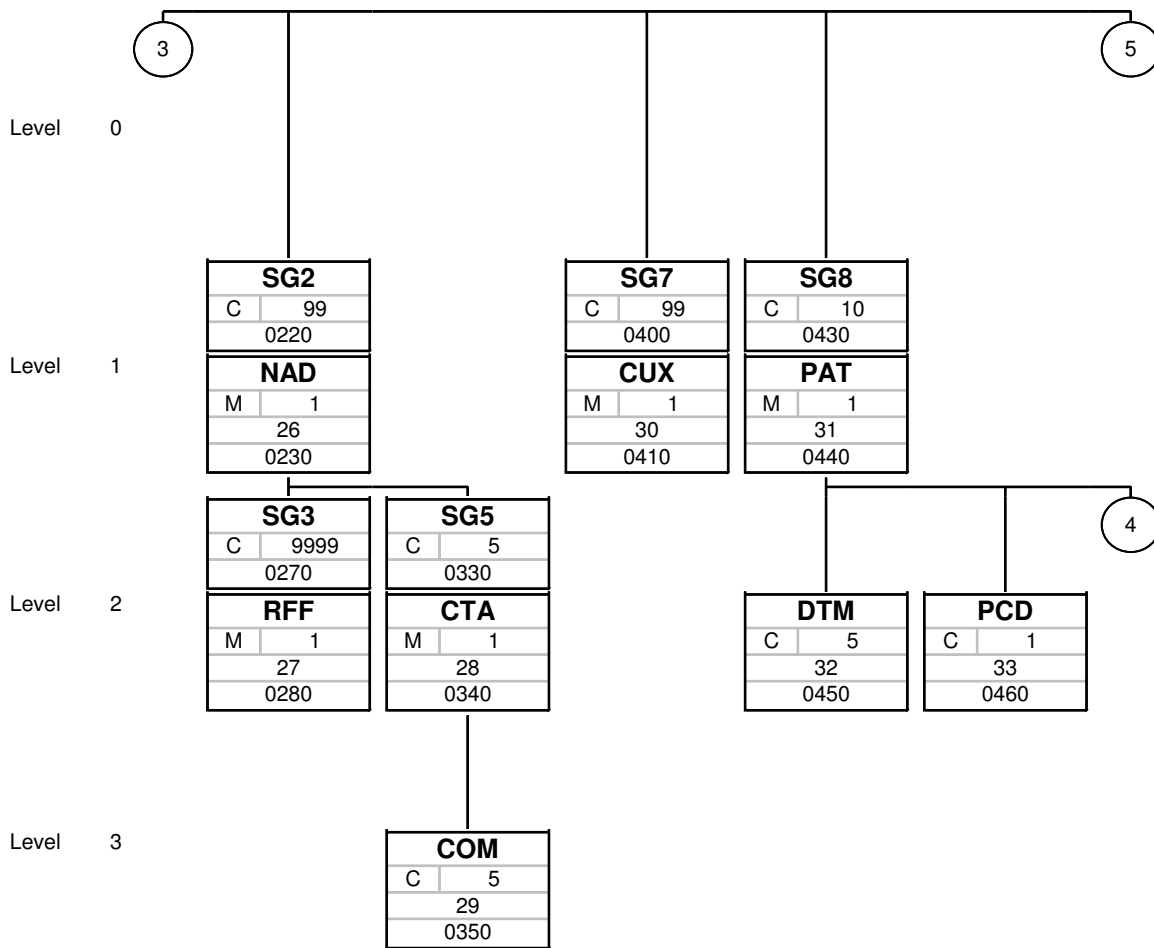 3 5
Level 0
SG2 SG7 SG8
C 99 C 99 C 10
0220 0400 0430
Level 1
NAD CUX PAT
M 1 M 1 M 1
26 30 31
0230 0410 0440
SG3 SG5 4
C 9999 C 5
0270 0330
Level 2
RFF CTA DTM PCD
M 1 M 1 C 5 C 1
27 28 32 33
0280 0340 0450 0460
Level 3
COM
C 5
29
0350